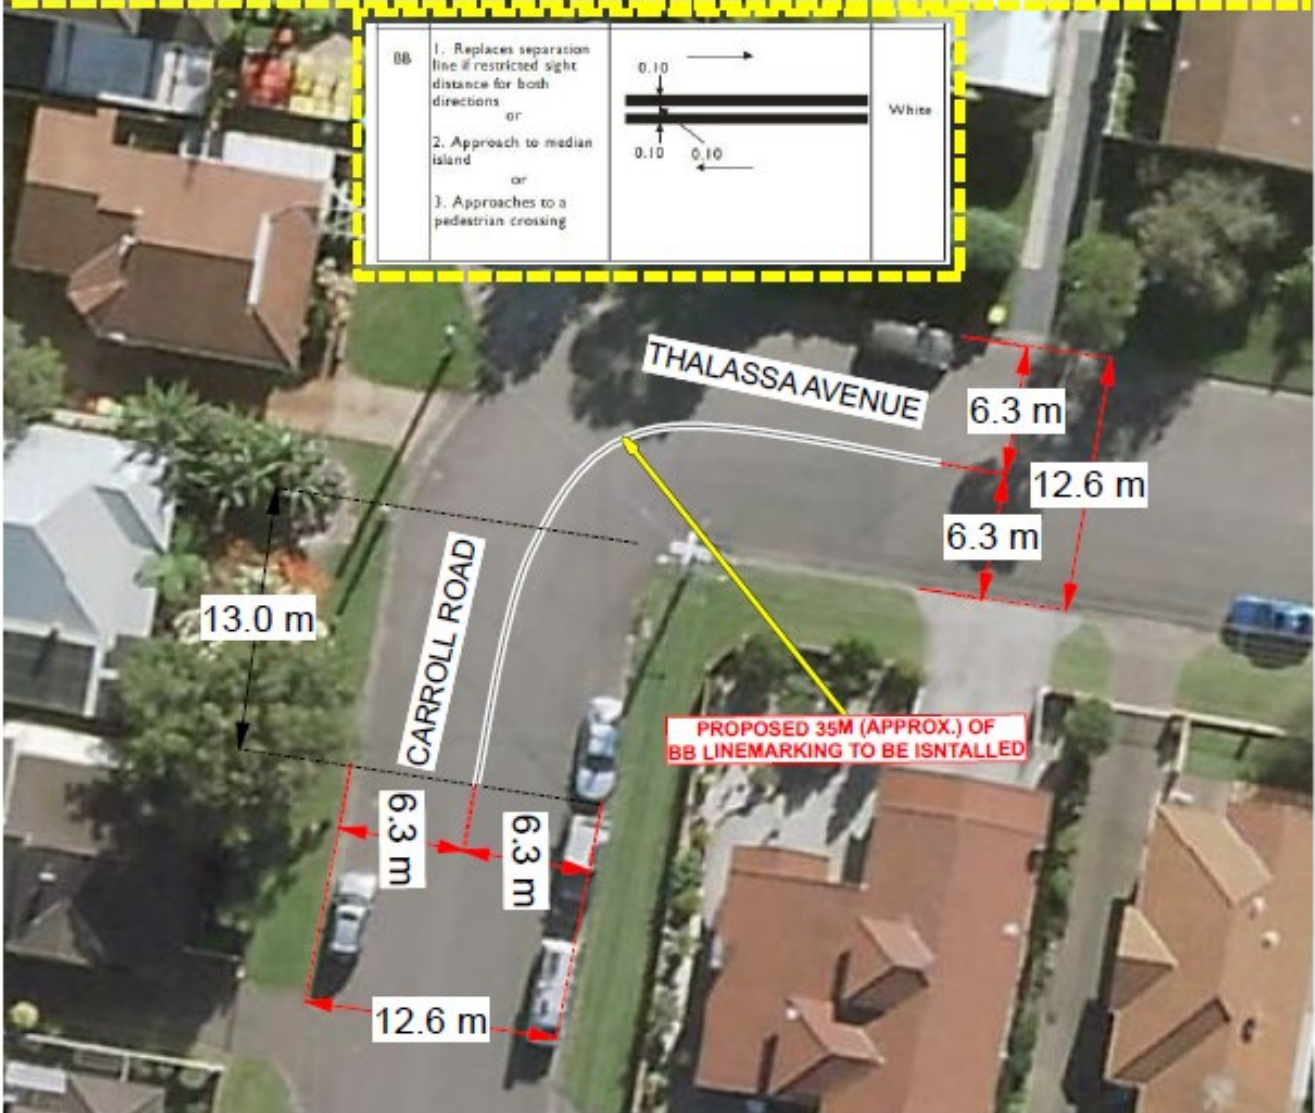 BB
1. Replaces separation
line if restricted sight
distance for both
directions
or
2. Approach to median
island
or
3. Approaches to a
pedestrian crossing
0.10
0.10 0.10
White
THALASSA AVENUE
6.3 m
12.6 m
6.3 m
13.0 m
CARROLL ROAD
PROPOSED 35M (APPROX.) OF
BB LINEMARKING TO BE ISNTALLED
6.3 m
6.3 m
12.6 m